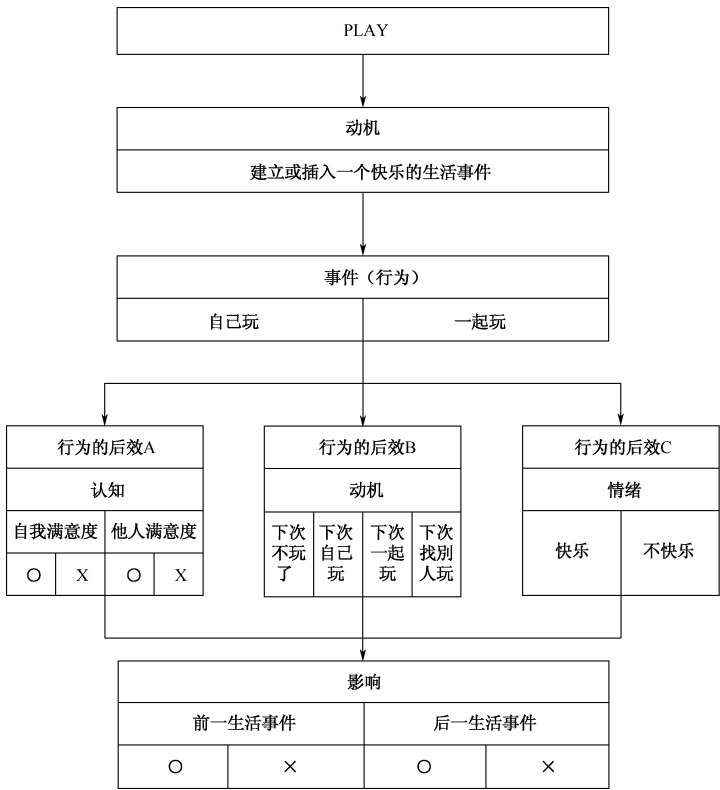 PLAY
动机
建立或插入一个快乐的生活事件
事件（行为）
自己玩 一起玩
行为的后效A
认知
自我满意度 他人满意度
O X O X
行为的后效B
动机
下次不玩了 下次自己玩 下次一起玩 下次找别人玩
行为的后效C
情绪
快乐 不快乐
影响
前一生活事件 后一生活事件
O × O ×